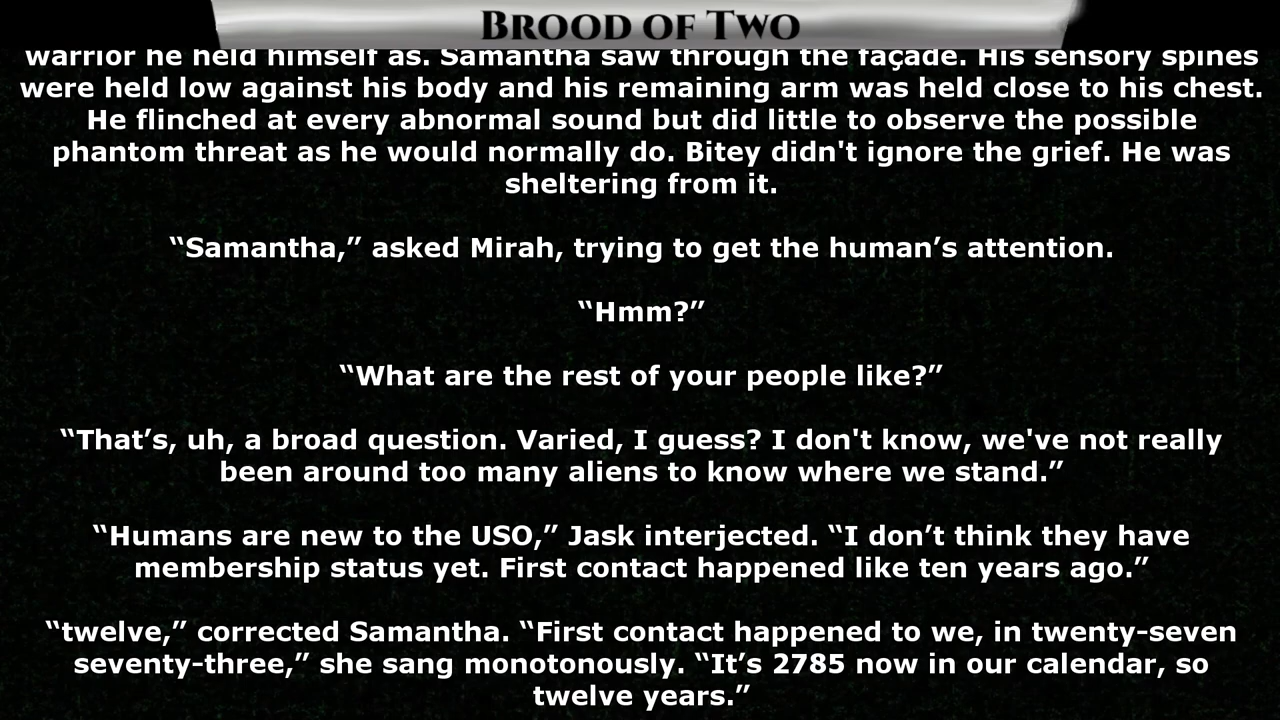 Brood of Two
warrior he held himself as. Samantha saw through the façade. His sensory spines
were held low against his body and his remaining arm was held close to his chest.
He flinched at every abnormal sound but did little to observe the possible
phantom threat as he would normally do. Bitey didn't ignore the grief. He was
sheltering from it.
“Samantha,” asked Mirah, trying to get the human’s attention.
“Hmm?”
“What are the rest of your people like?”
“That’s, uh, a broad question. Varied, I guess? I don't know, we've not really
been around too many aliens to know where we stand.”
“Humans are new to the USO,” Jask interjected. “I don’t think they have
membership status yet. First contact happened like ten years ago.”
“twelve,” corrected Samantha. “First contact happened to we, in twenty-seven
seventy-three,” she sang monotonously. “It’s 2785 now in our calendar, so
twelve years.”